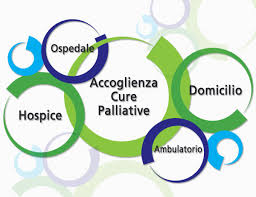 Ospedale
Accoglienza
Cure
Palliative
Domicilio
Hospice
Ambulatorio